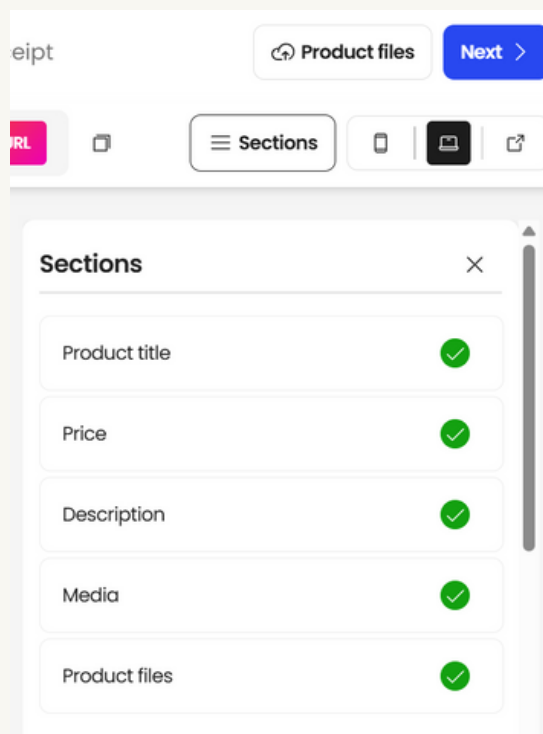 eipt
Product files
Next
RL
Sections
Sections
Product title
Price
Description
Media
Product files